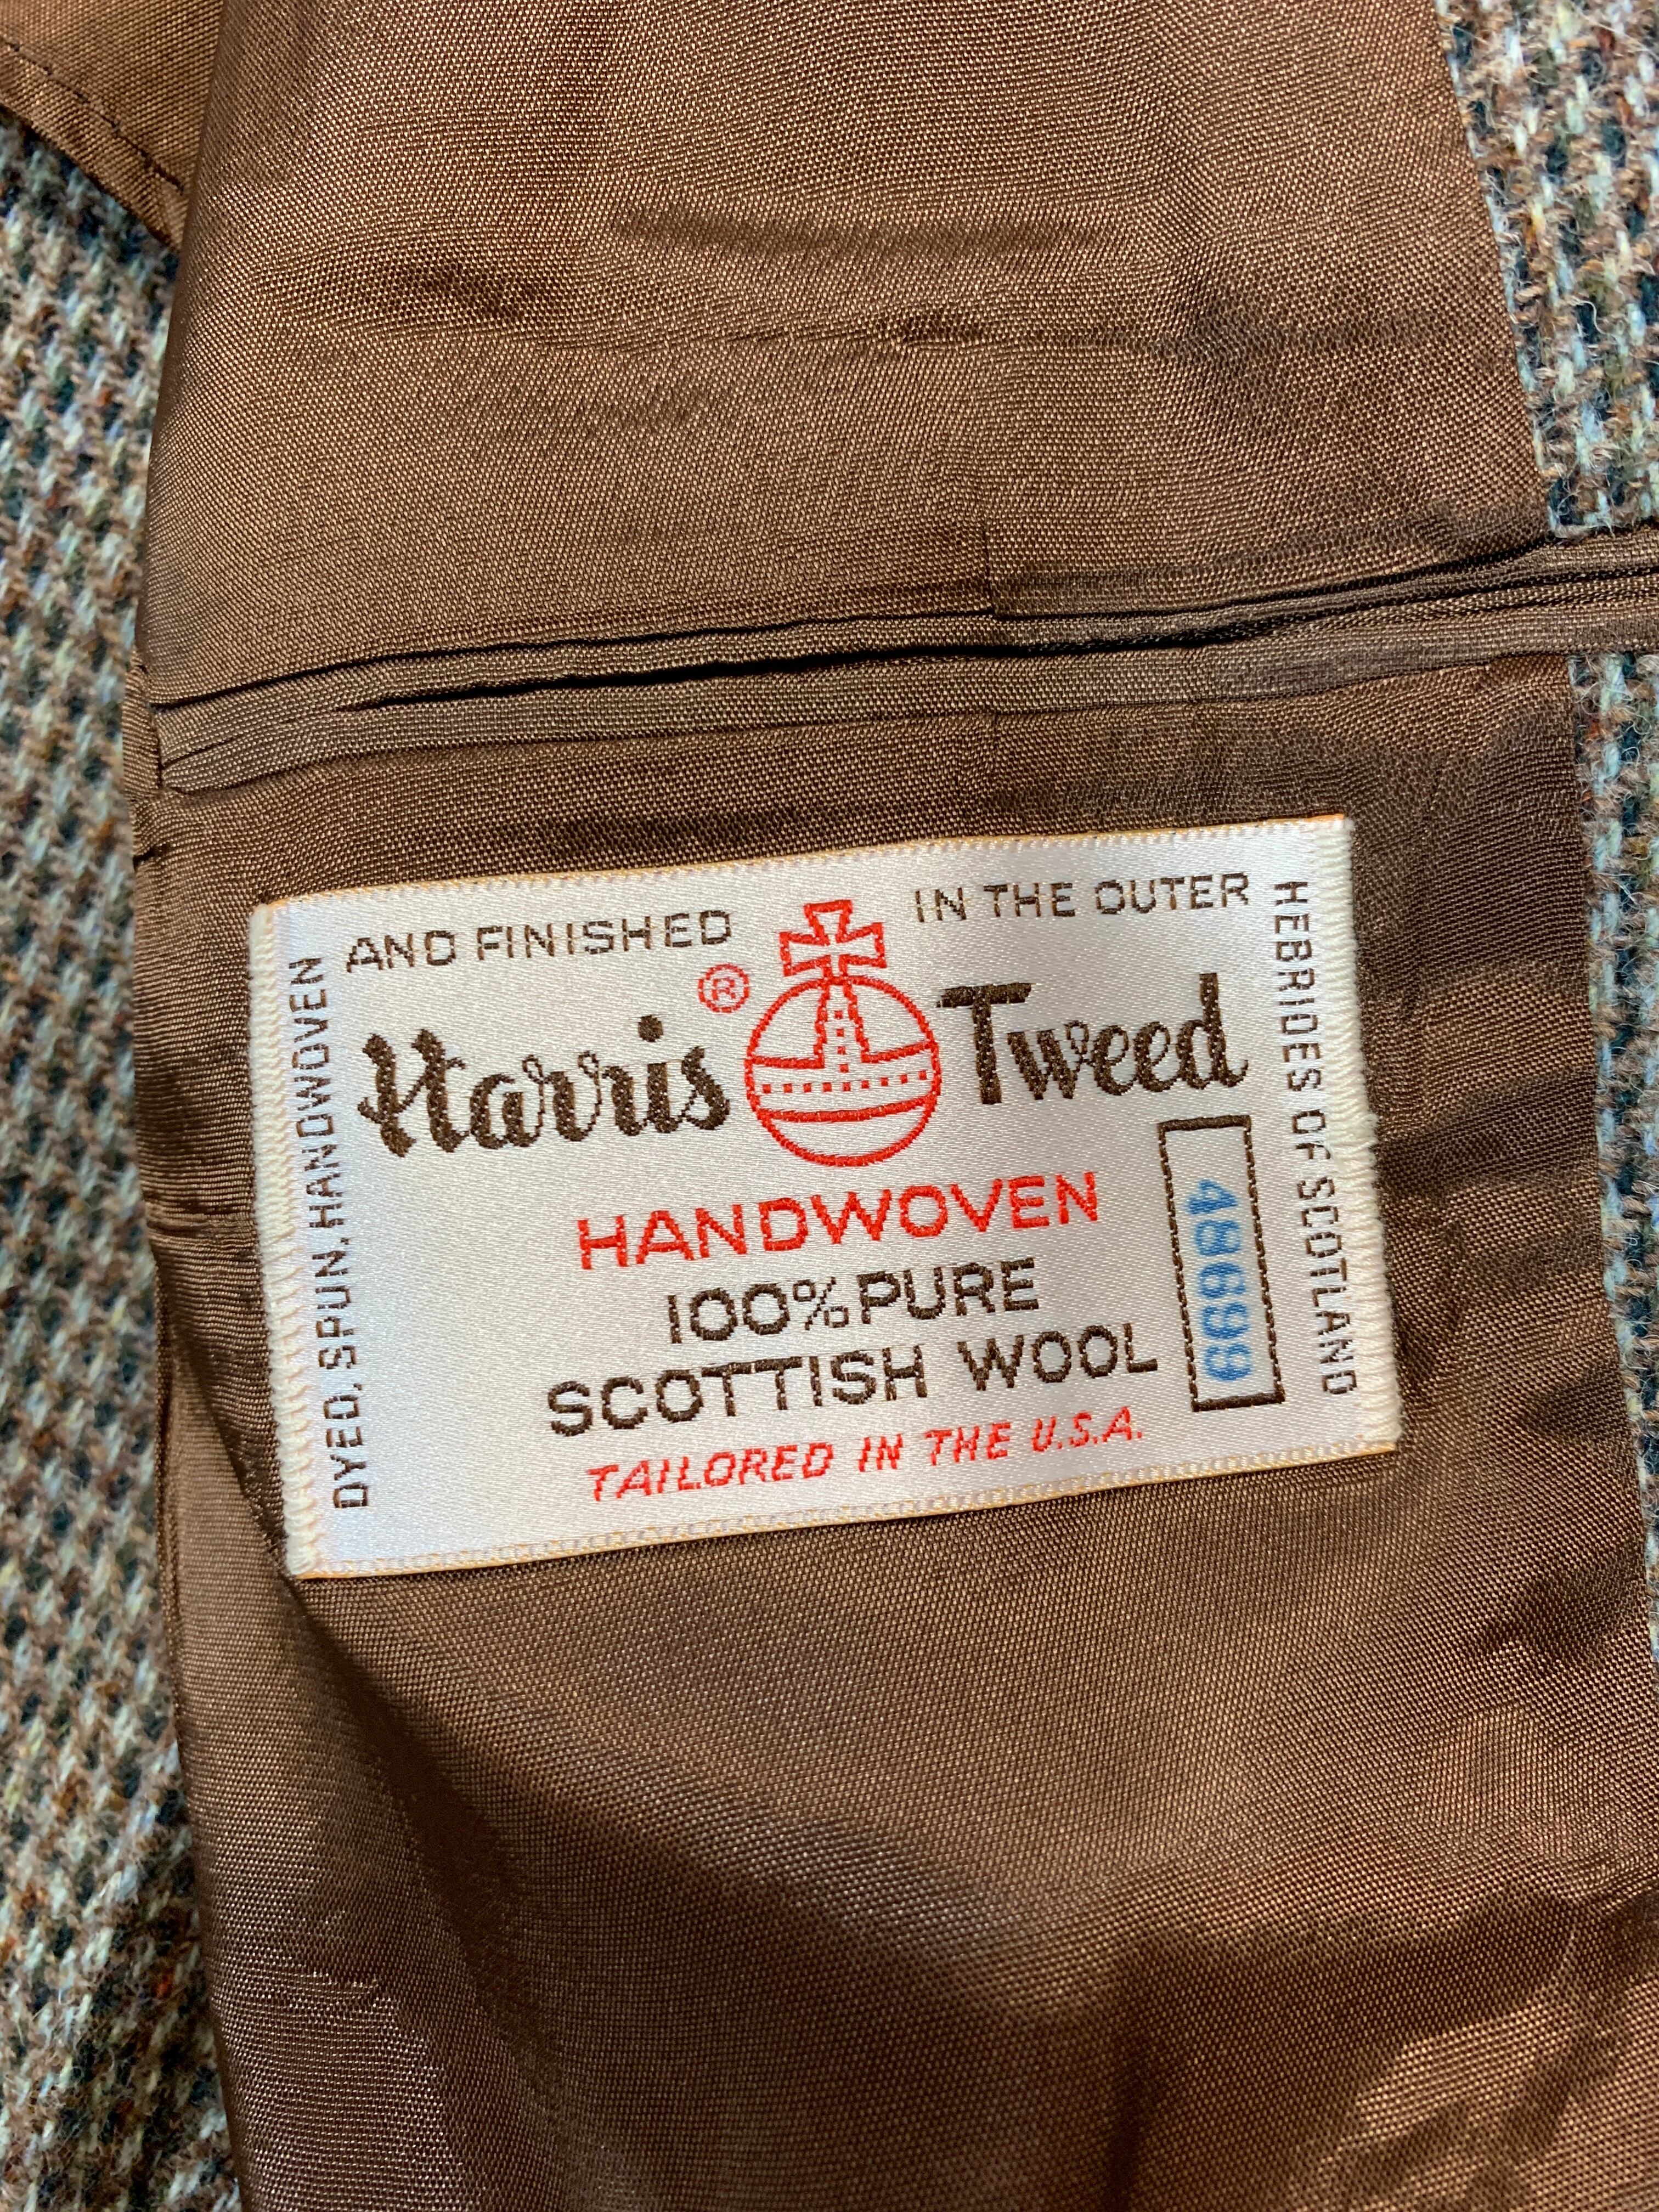 DYED, SPUN, HANDWOVEN
AND FINISHED
IN THE OUTER
HEBRIDES OF SCOTLAND
Harris ® Tweed
HANDWOVEN
100% PURE
SCOTTISH WOOL
TAILORED IN THE U.S.A.
48699